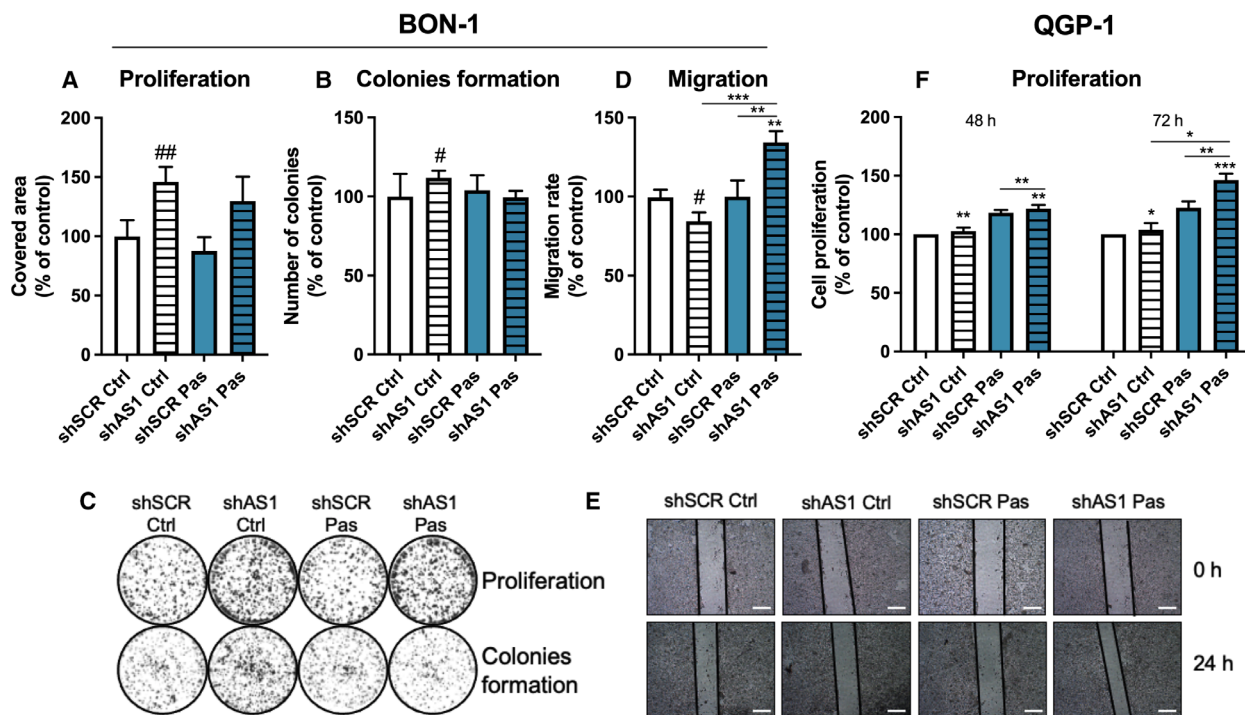 BON-1
QGP-1
A Proliferation
Covered area
(% of control)
200
150
100
50
0
##
shSCR Ctrl
shAS1 Ctrl
shSCR Pas
shAS1 Pas
B Colonies formation
Number of colonies
(% of control)
150
100
50
0
#
shSCR Ctrl
shAS1 Ctrl
shSCR Pas
shAS1 Pas
D Migration
Migration rate
(% of control)
150
100
50
0
***
**
**
#
shSCR Ctrl
shAS1 Ctrl
shSCR Pas
shAS1 Pas
F Proliferation
Cell proliferation
(% of control)
200
150
100
50
0
48 h
72 h
**
**
**
*
**
***
*
shSCR Ctrl
shAS1 Ctrl
shSCR Pas
shAS1 Pas
shSCR Ctrl
shAS1 Ctrl
shSCR Pas
shAS1 Pas
C
shSCR Ctrl
shAS1 Ctrl
shSCR Pas
shAS1 Pas
Proliferation
Colonies
formation
E
shSCR Ctrl
shAS1 Ctrl
shSCR Pas
shAS1 Pas
0 h
24 h